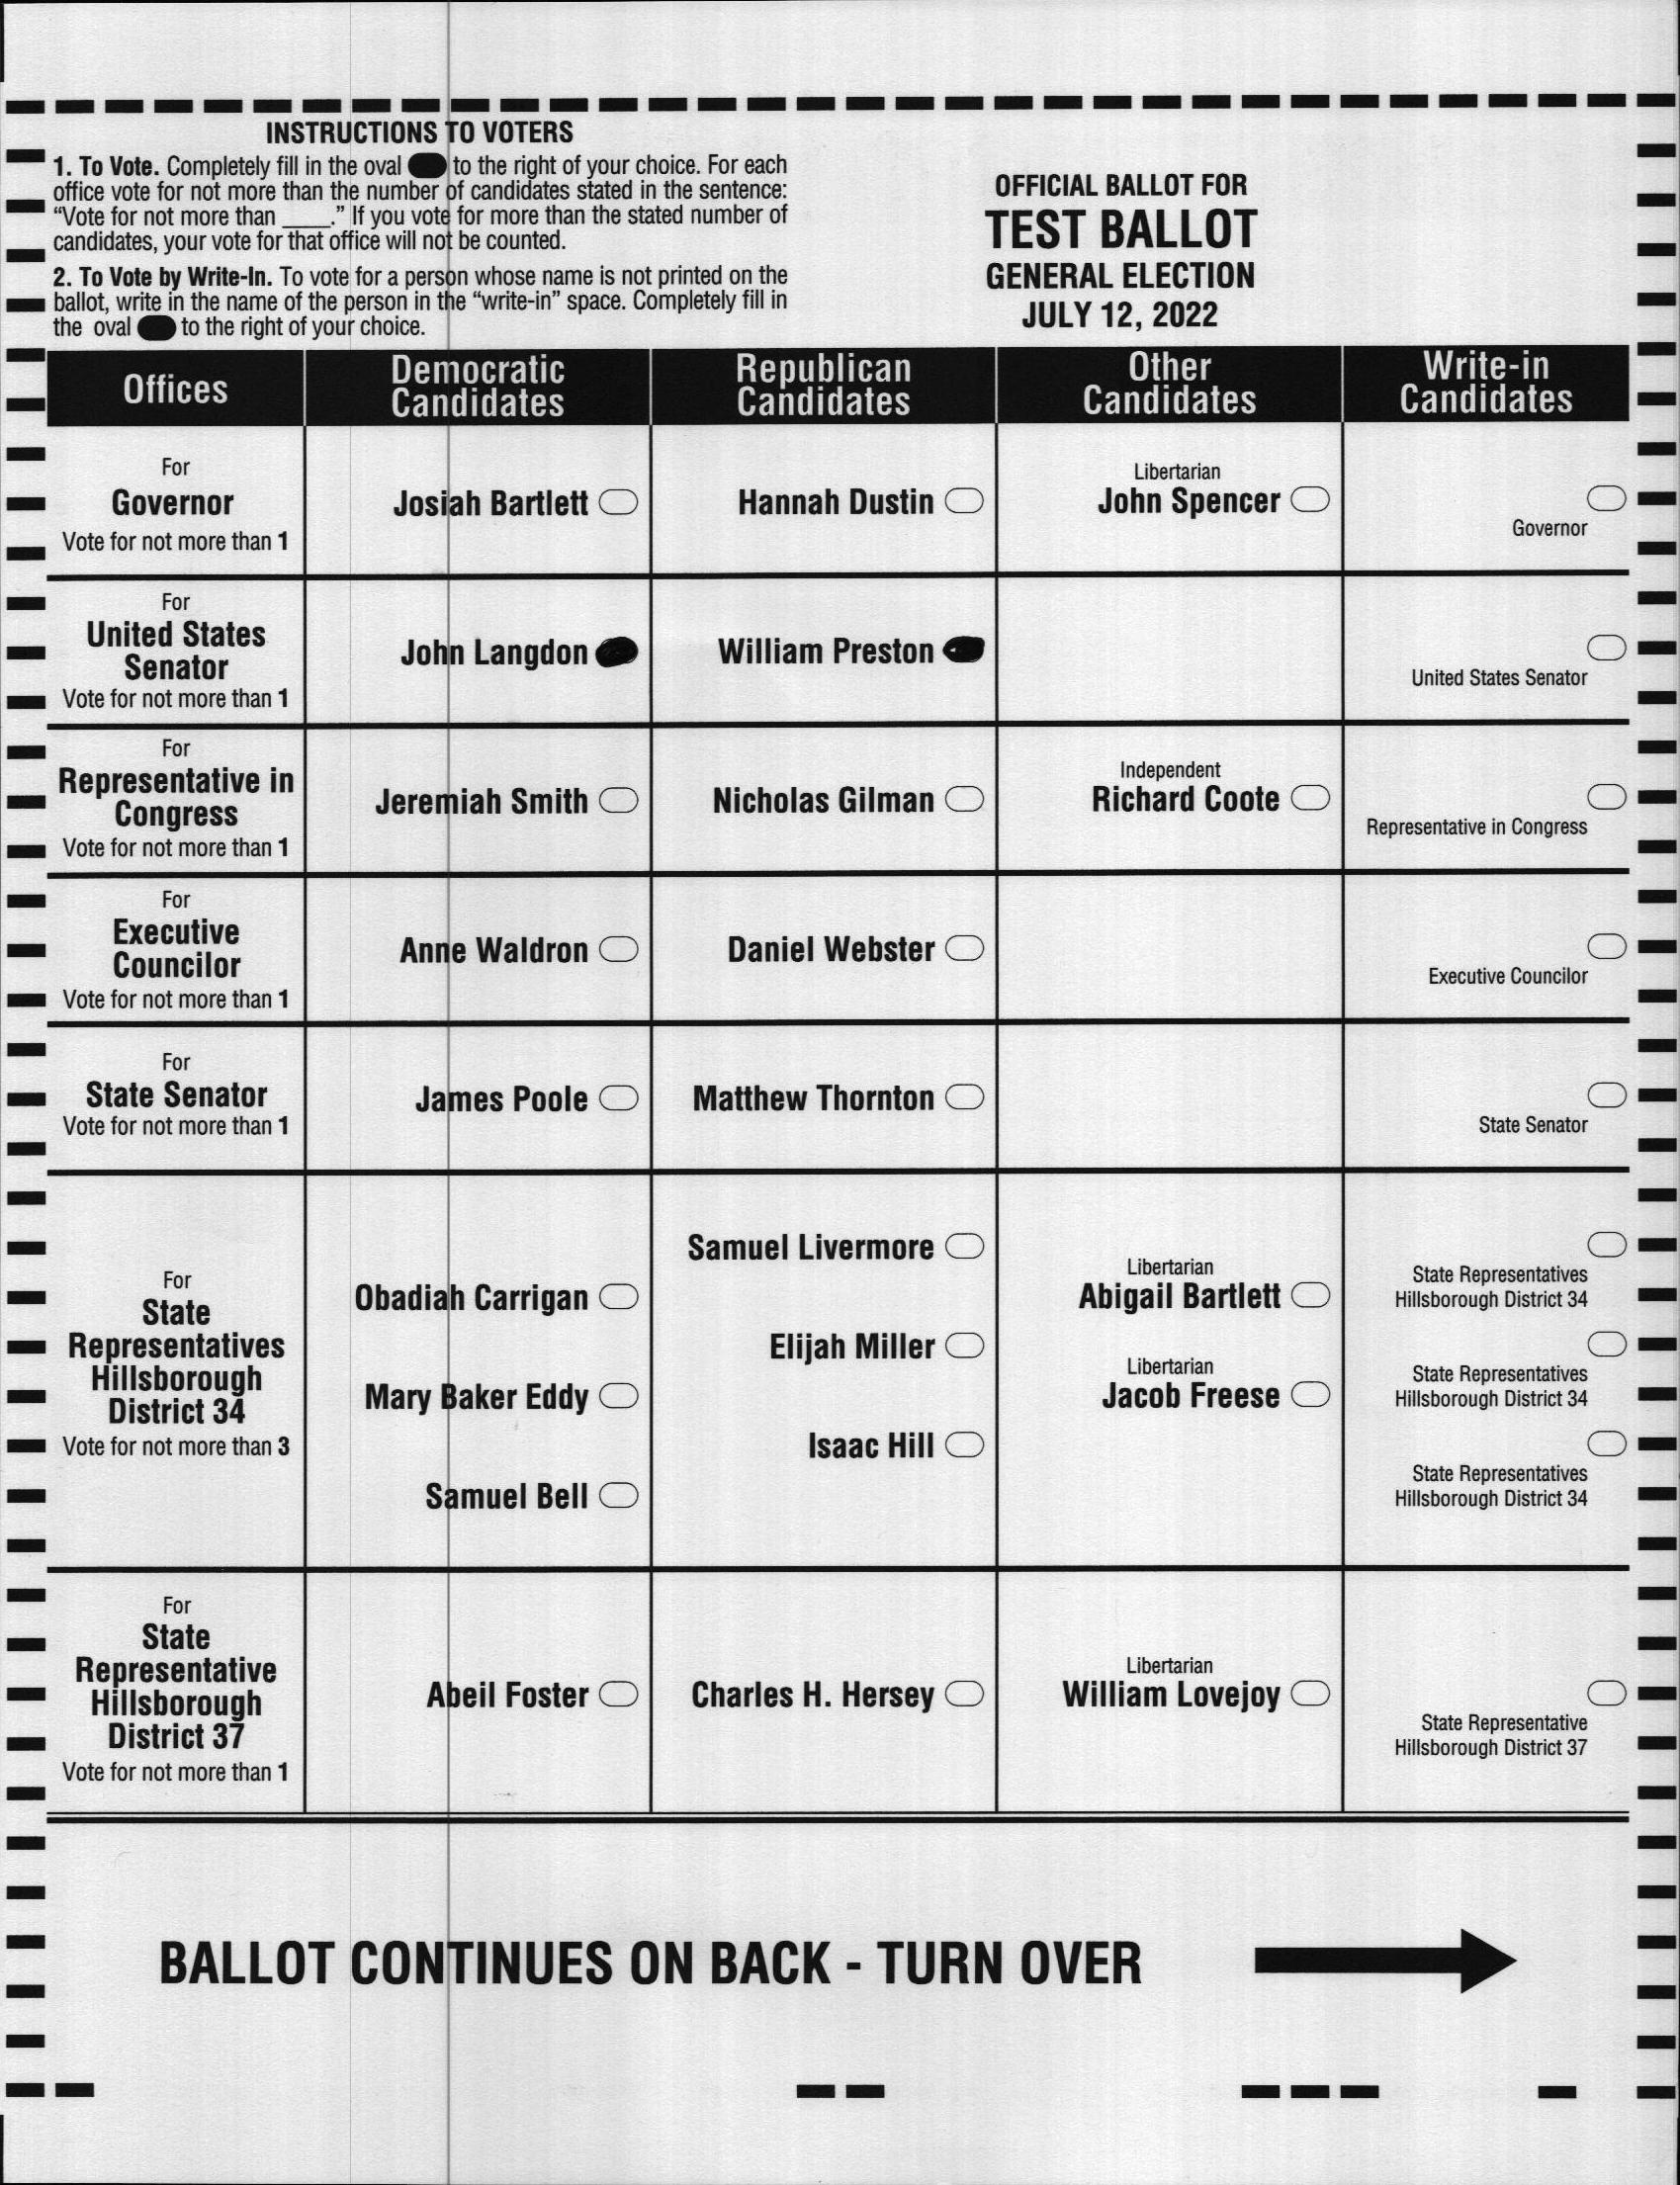 INSTRUCTIONS TO VOTERS
1. To Vote. Completely fill in the oval to the right of your choice. For each
office vote for not more than the number of candidates stated in the sentence:
“Vote for not more than ____.” If you vote for more than the stated number of
candidates, your vote for that office will not be counted.
2. To Vote by Write-In. To vote for a person whose name is not printed on the
ballot, write in the name of the person in the “write-in” space. Completely fill in
the oval to the right of your choice.
OFFICIAL BALLOT FOR
TEST BALLOT
GENERAL ELECTION
JULY 12, 2022
Offices
Democratic
Candidates
Republican
Candidates
Other
Candidates
Write-in
Candidates
For
Governor
Vote for not more than 1
Josiah Bartlett
Hannah Dustin
Libertarian
John Spencer
Governor
For
United States
Senator
Vote for not more than 1
John Langdon
William Preston
United States Senator
For
Representative in
Congress
Vote for not more than 1
Jeremiah Smith
Nicholas Gilman
Independent
Richard Coote
Representative in Congress
For
Executive
Councilor
Vote for not more than 1
Anne Waldron
Daniel Webster
Executive Councilor
For
State Senator
Vote for not more than 1
James Poole
Matthew Thornton
State Senator
For
State
Representatives
Hillsborough
District 34
Vote for not more than 3
Obadiah Carrigan
Mary Baker Eddy
Samuel Bell
Samuel Livermore
Elijah Miller
Isaac Hill
Libertarian
Abigail Bartlett
Libertarian
Jacob Freese
State Representatives
Hillsborough District 34
State Representatives
Hillsborough District 34
State Representatives
Hillsborough District 34
For
State
Representative
Hillsborough
District 37
Vote for not more than 1
Abeil Foster
Charles H. Hersey
Libertarian
William Lovejoy
State Representative
Hillsborough District 37
BALLOT CONTINUES ON BACK - TURN OVER